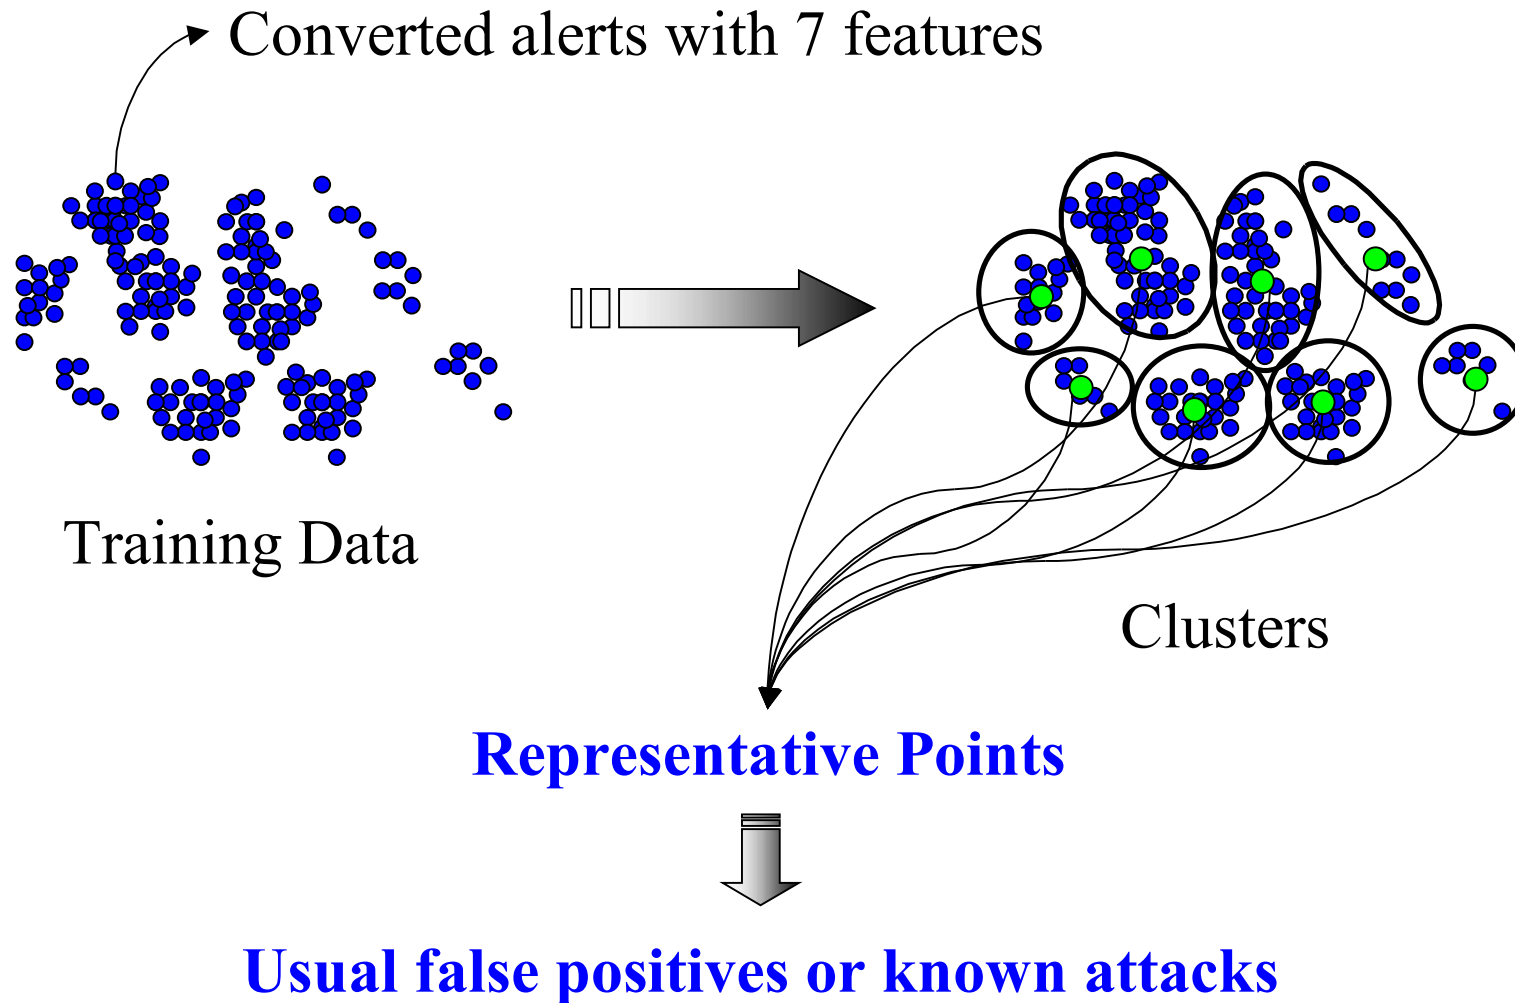 Converted alerts with 7 features
Training Data
Clusters
Representative Points
Usual false positives or known attacks